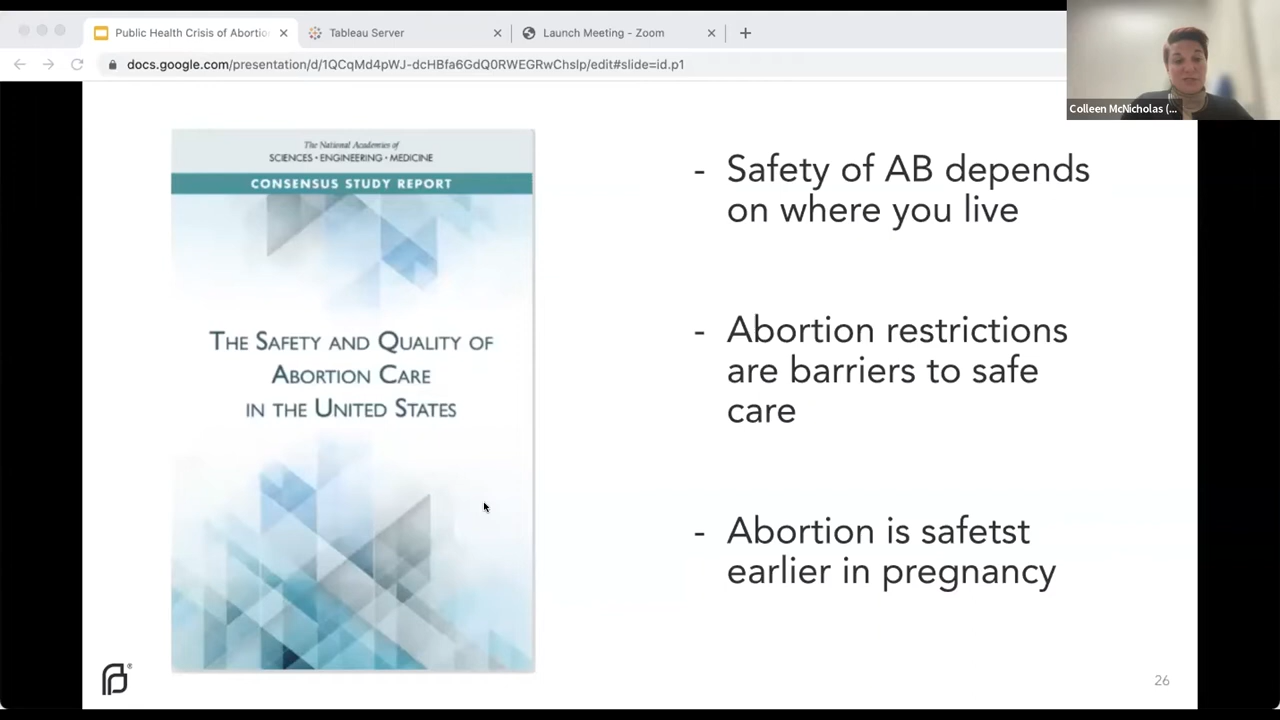 Public Health Crisis of Abortio
Tableau Server
Launch Meeting - Zoom
docs.google.com/presentation/d/1QCqMd4pWJ-dcHBfa6GdQ0RWEGRwChslp/edit#slide=id.p1
Colleen McNicholas (...
The National Academies of
SCIENCES • ENGINEERING • MEDICINE
CONSENSUS STUDY REPORT
THE SAFETY AND QUALITY OF
ABORTION CARE
IN THE UNITED STATES
- Safety of AB depends
on where you live
- Abortion restrictions
are barriers to safe
care
- Abortion is safetst
earlier in pregnancy
26